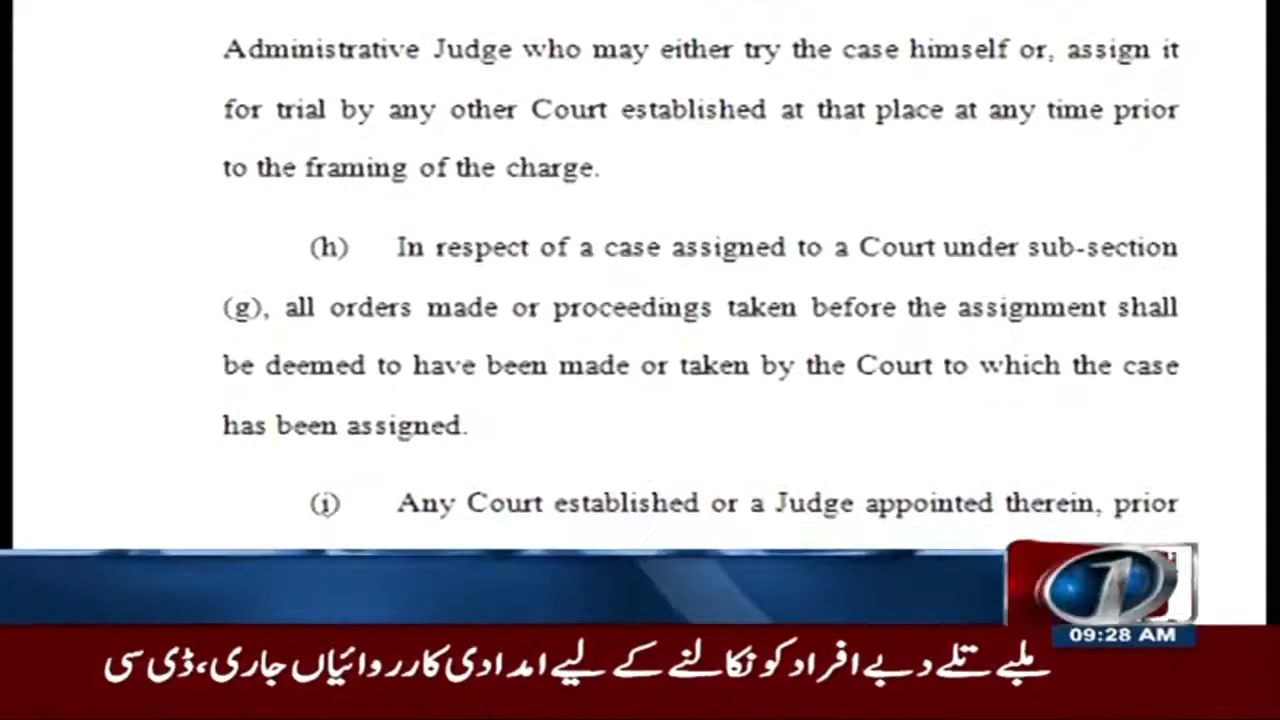 Administrative Judge who may either try the case himself or, assign it
for trial by any other Court established at that place at any time prior
to the framing of the charge.
(h) In respect of a case assigned to a Court under sub-section
(g), all orders made or proceedings taken before the assignment shall
be deemed to have been made or taken by the Court to which the case
has been assigned.
(i) Any Court established or a Judge appointed therein, prior
1
09:28 AM
ملبے تلے دبے افراد کو نکالنے کے لیے امدادی کارروائیاں جاری، ڈی سی